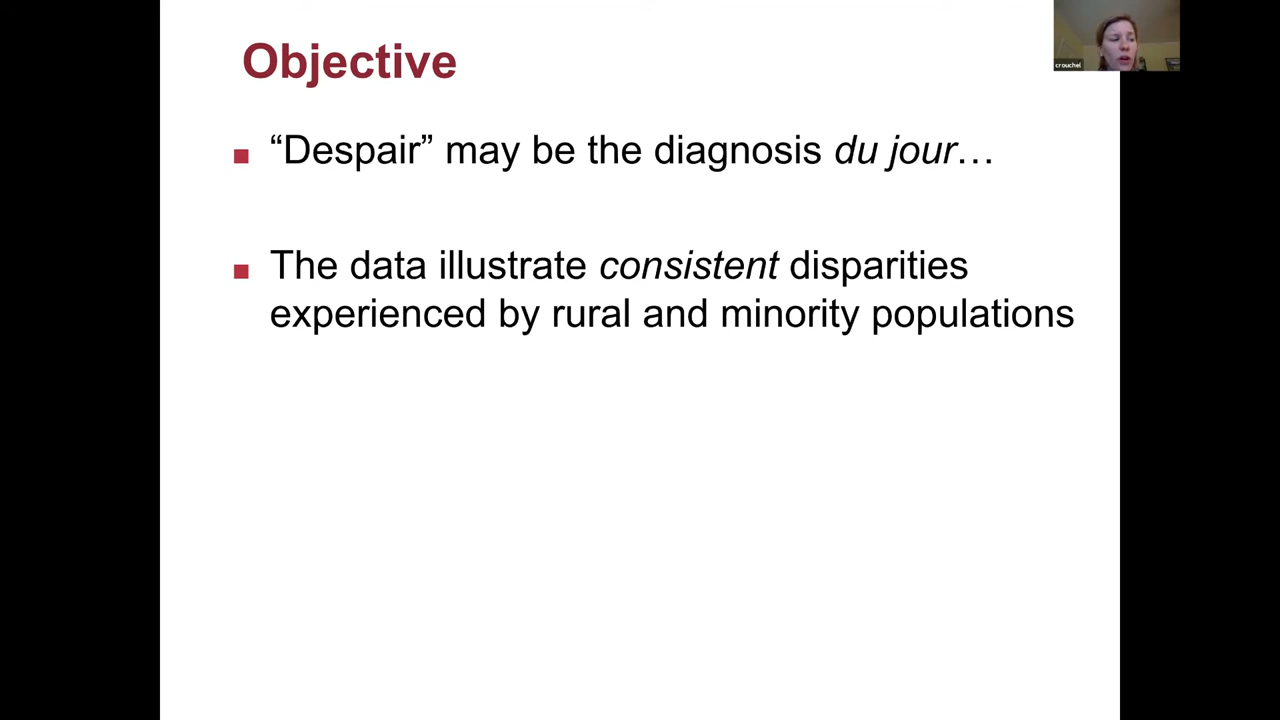 Objective
crouchel
“Despair” may be the diagnosis du jour…
The data illustrate consistent disparities
experienced by rural and minority populations